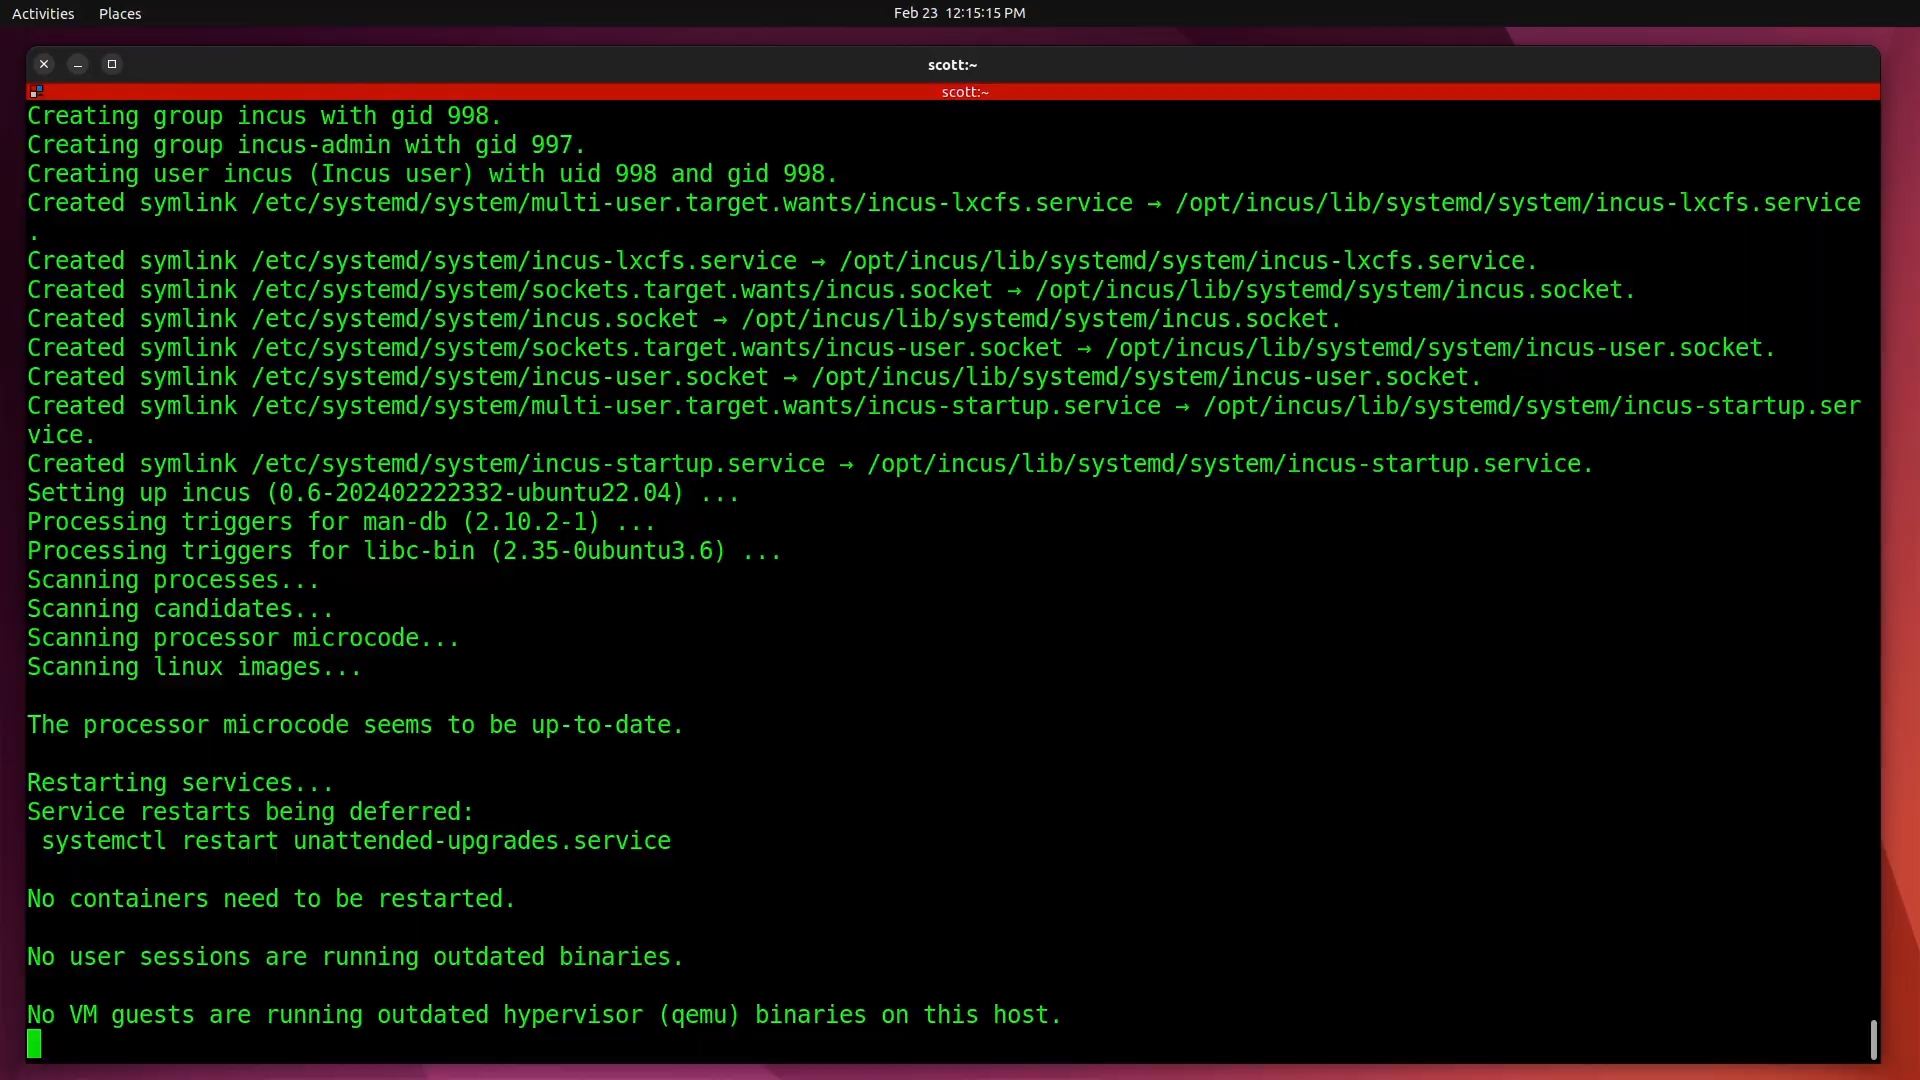 Activities Places Feb 23 12:15:15 PM
scott:~
scott:~
Creating group incus with gid 998.
Creating group incus-admin with gid 997.
Creating user incus (Incus user) with uid 998 and gid 998.
Created symlink /etc/systemd/system/multi-user.target.wants/incus-lxcfs.service → /opt/incus/lib/systemd/system/incus-lxcfs.service
.
Created symlink /etc/systemd/system/incus-lxcfs.service → /opt/incus/lib/systemd/system/incus-lxcfs.service.
Created symlink /etc/systemd/system/sockets.target.wants/incus.socket → /opt/incus/lib/systemd/system/incus.socket.
Created symlink /etc/systemd/system/incus.socket → /opt/incus/lib/systemd/system/incus.socket.
Created symlink /etc/systemd/system/sockets.target.wants/incus-user.socket → /opt/incus/lib/systemd/system/incus-user.socket.
Created symlink /etc/systemd/system/incus-user.socket → /opt/incus/lib/systemd/system/incus-user.socket.
Created symlink /etc/systemd/system/multi-user.target.wants/incus-startup.service → /opt/incus/lib/systemd/system/incus-startup.ser
vice.
Created symlink /etc/systemd/system/incus-startup.service → /opt/incus/lib/systemd/system/incus-startup.service.
Setting up incus (0.6-202402222332-ubuntu22.04) ...
Processing triggers for man-db (2.10.2-1) ...
Processing triggers for libc-bin (2.35-0ubuntu3.6) ...
Scanning processes...
Scanning candidates...
Scanning processor microcode...
Scanning linux images...
The processor microcode seems to be up-to-date.
Restarting services...
Service restarts being deferred:
 systemctl restart unattended-upgrades.service
No containers need to be restarted.
No user sessions are running outdated binaries.
No VM guests are running outdated hypervisor (qemu) binaries on this host.